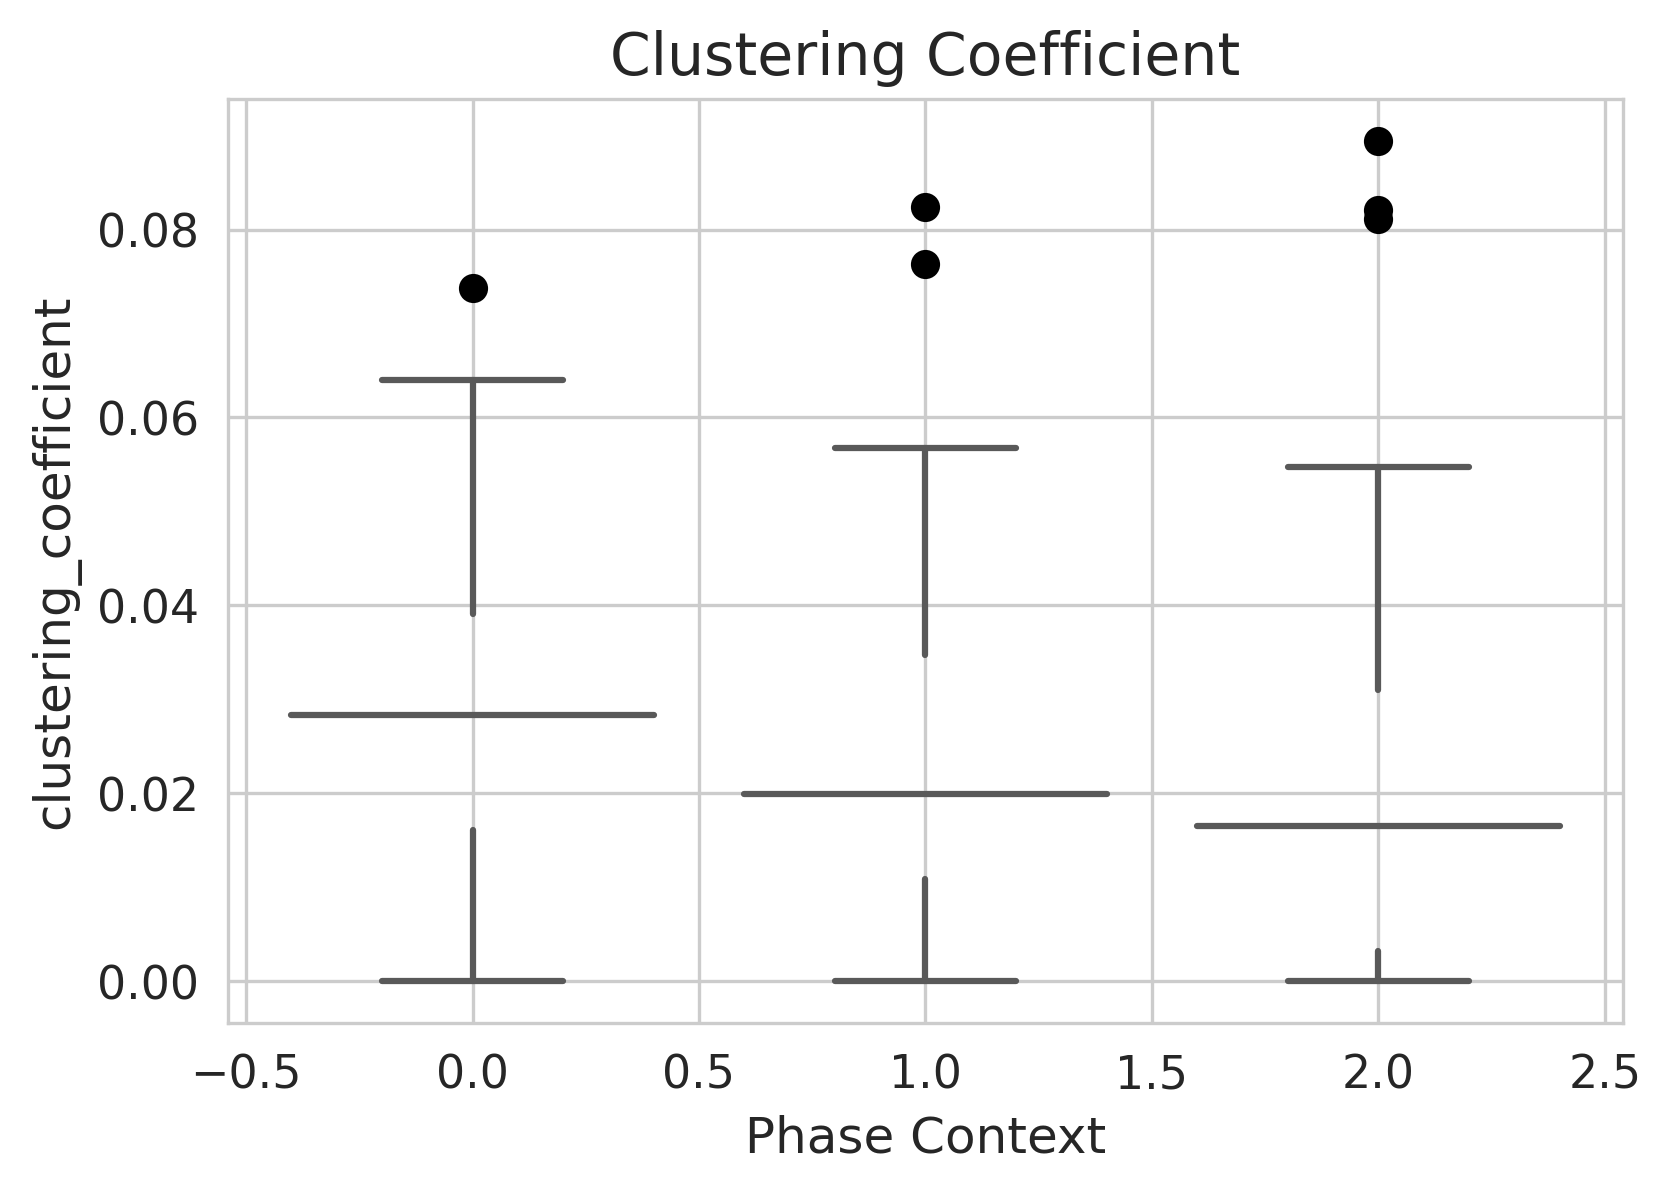 Clustering Coefficient
clustering_coefficient
0.08
0.06
0.04
0.02
0.00
−0.5 0.0 0.5 1.0 1.5 2.0 2.5
Phase Context